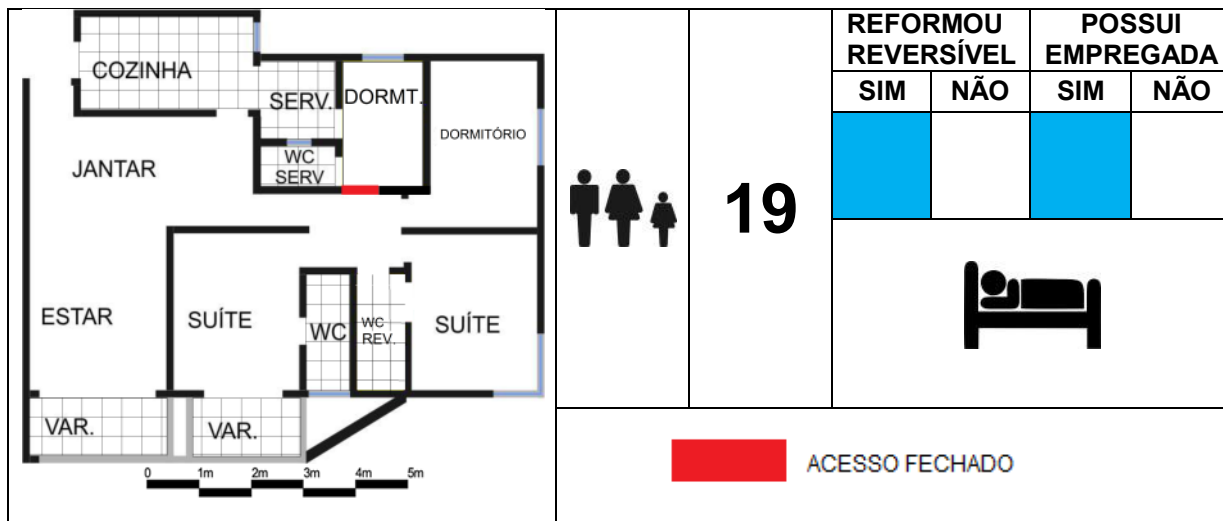 COZINHA
SERV.
DORMT.
DORMITÓRIO
WC
SERV
JANTAR
ESTAR
SUÍTE
WC
WC
REV.
SUÍTE
VAR.
VAR.
0 1m 2m 3m 4m 5m
19
REFORMOU
REVERSÍVEL
POSSUI
EMPREGADA
SIM NÃO SIM NÃO
ACESSO FECHADO